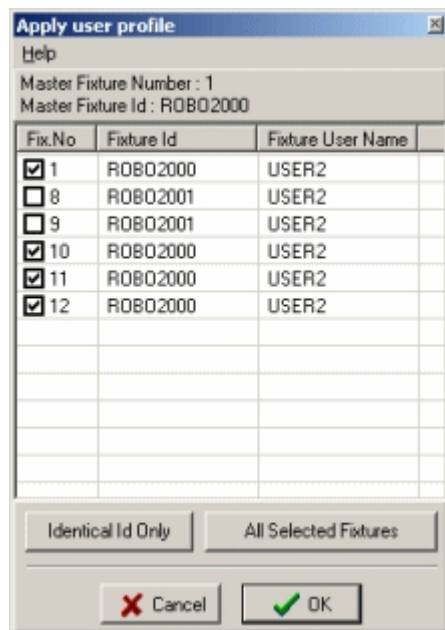 Apply user profile
Help
Master Fixture Number : 1
Master Fixture Id : ROBO2000
Fix.No Fixture Id Fixture User Name
1 ROBO2000 USER2
8 ROBO2001 USER2
9 ROBO2001 USER2
10 ROBO2000 USER2
11 ROBO2000 USER2
12 ROBO2000 USER2
Identical Id Only All Selected Fixtures
Cancel OK